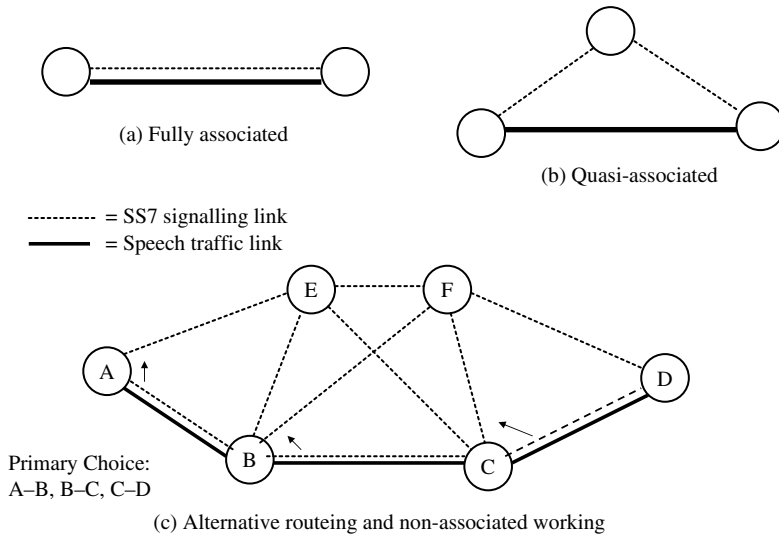 (a) Fully associated
(b) Quasi-associated
= SS7 signalling link
= Speech traffic link
E
F
A
D
B
C
Primary Choice:
A–B, B–C, C–D
(c) Alternative routeing and non-associated working